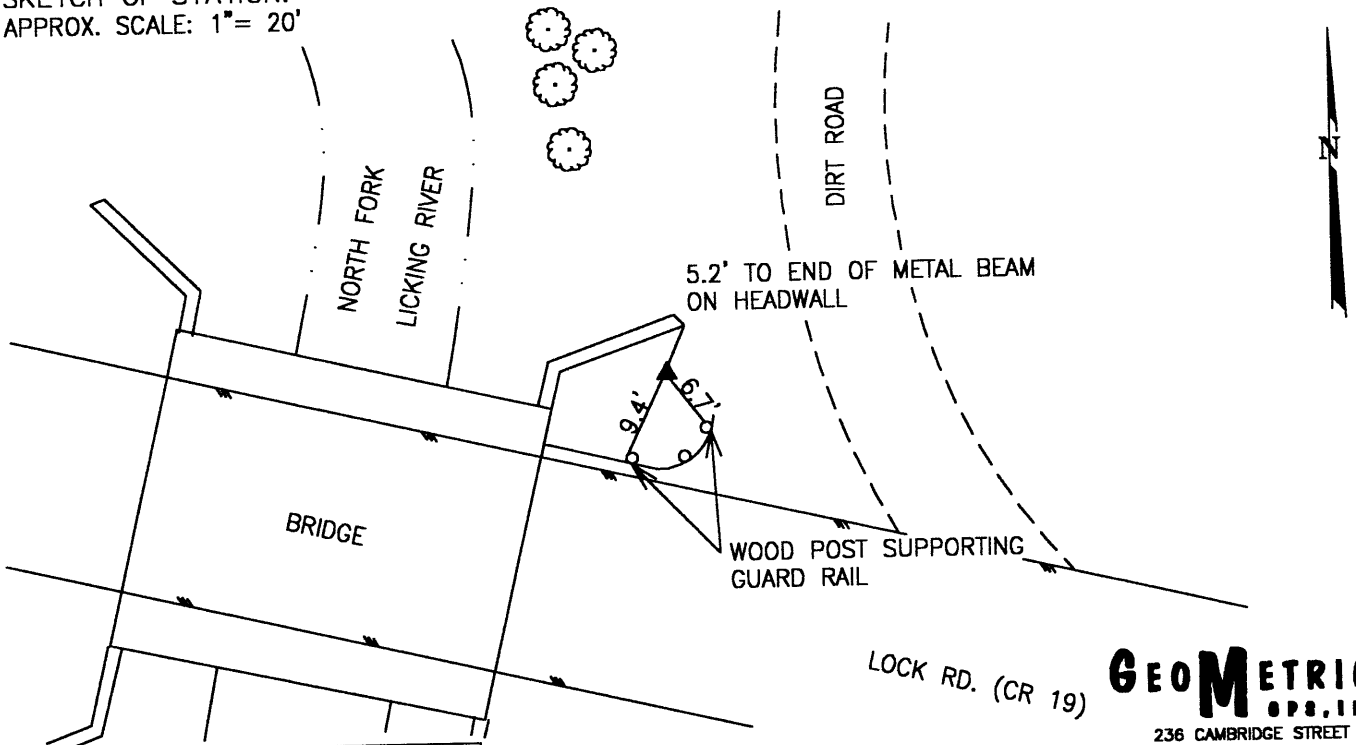 APPROX. SCALE: 1"= 20'
DIRT ROAD
N
NORTH FORK
LICKING RIVER
5.2' TO END OF METAL BEAM
ON HEADWALL
9.4'
6.7'
BRIDGE
WOOD POST SUPPORTING
GUARD RAIL
LOCK RD. (CR 19)
GEOMETRI
GPS, I
236 CAMBRIDGE STREET